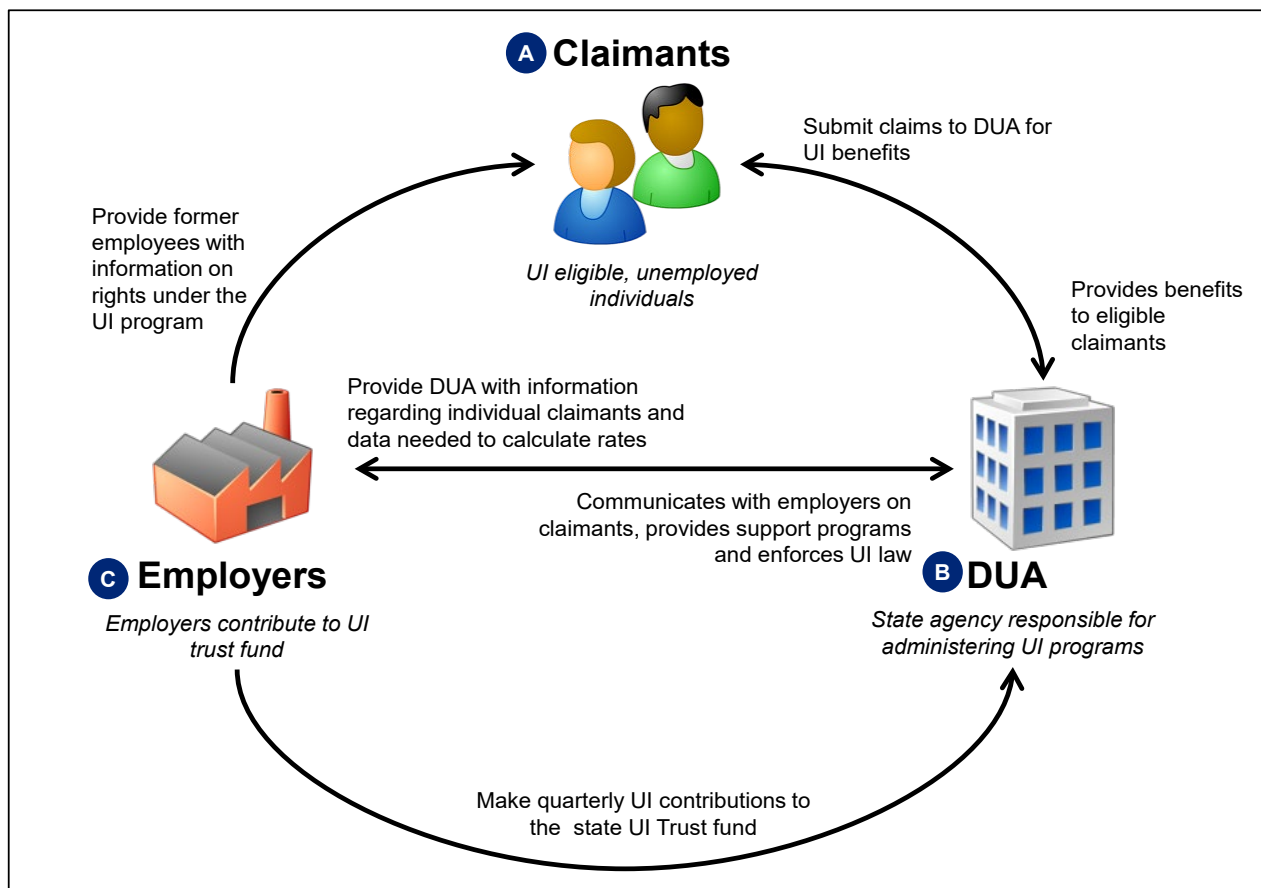 A Claimants
Submit claims to DUA for
UI benefits
Provide former
employees with
information on
rights under the
UI program
UI eligible, unemployed
individuals
Provides benefits
to eligible
claimants
Provide DUA with information
regarding individual claimants and
data needed to calculate rates
Communicates with employers on
claimants, provides support programs
and enforces UI law
C Employers
Employers contribute to UI
trust fund
B DUA
State agency responsible for
administering UI programs
Make quarterly UI contributions to
the state UI Trust fund